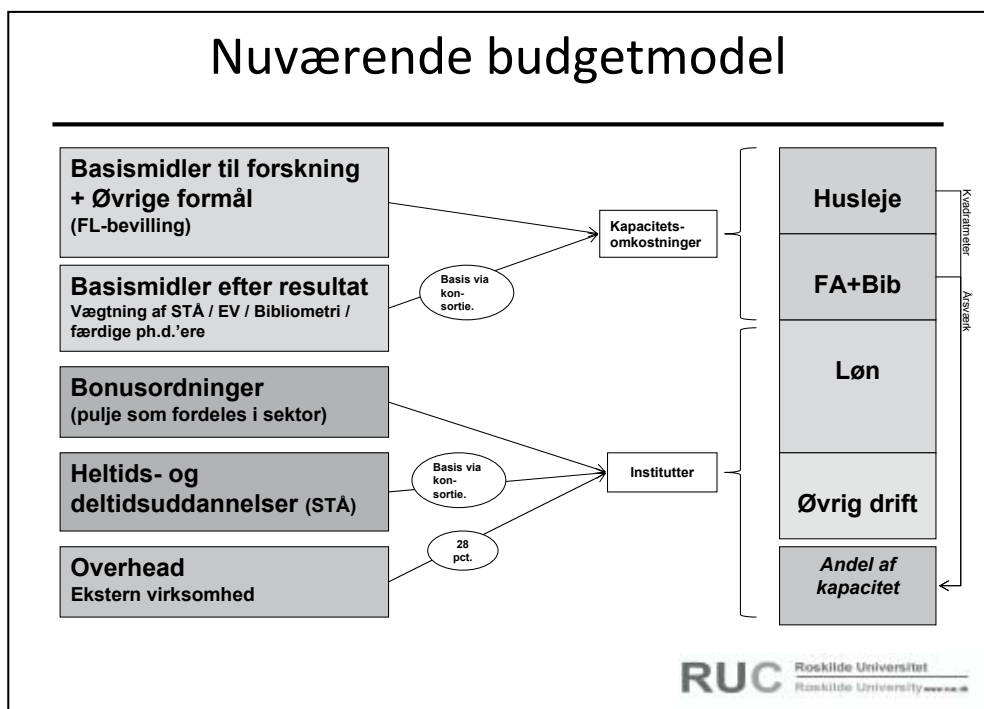 Nuværende budgetmodel
Basismidler til forskning
+ Øvrige formål
(FL-bevilling)
Basismidler efter resultat
Vægtning af STÅ / EV / Bibliometri /
færdige ph.d.'ere
Bonusordninger
(pulje som fordeles i sektor)
Heltids- og
deltidsuddannelser (STÅ)
Overhead
Ekstern virksomhed
Basis via
kon-
sortie.
Basis via
kon-
sortie.
28
pct.
Kapacitets-
omkostninger
Institutter
Husleje
FA+Bib
Løn
Øvrig drift
Andel af
kapacitet
Kvadratmeter
Årsværk
RUC
Roskilde Universitet
Roskilde University